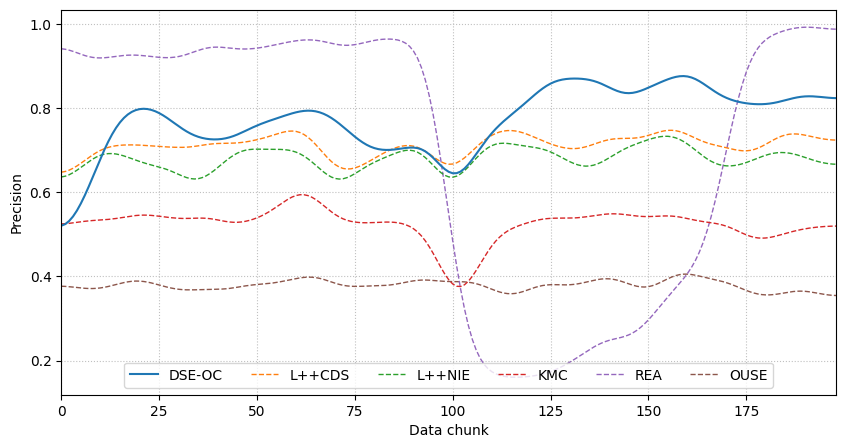 Precision
1.0
0.8
0.6
0.4
0.2
DSE-OC L++CDS L++NIE KMC REA OUSE
0 25 50 75 100 125 150 175
Data chunk